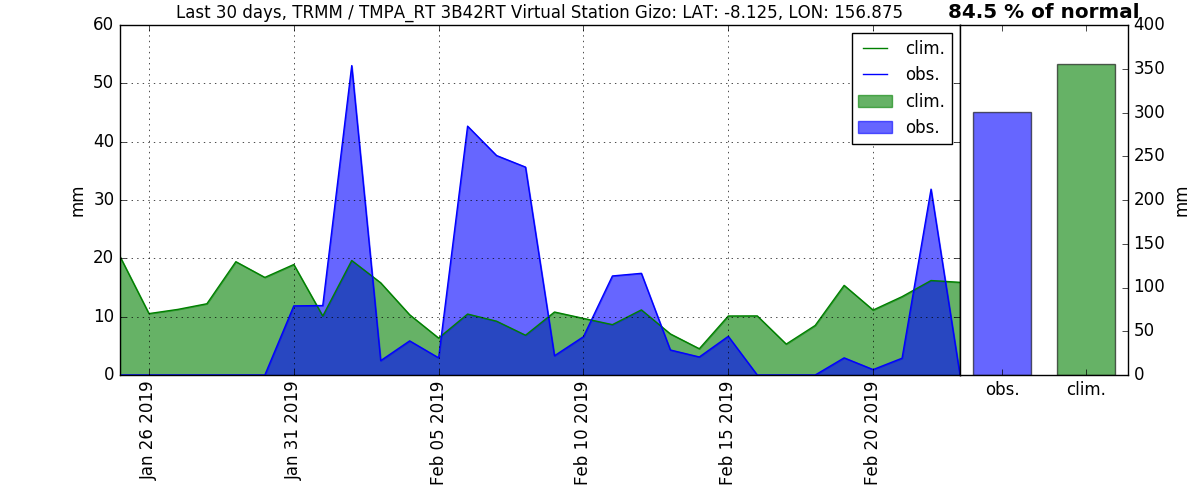 Last 30 days, TRMM / TMPA_RT 3B42RT Virtual Station Gizo: LAT: -8.125, LON: 156.875
84.5 % of normal
60
50
40
30
20
10
0
mm
clim.
obs.
clim.
obs.
400
350
300
250
200
150
100
50
0
mm
Jan 26 2019
Jan 31 2019
Feb 05 2019
Feb 10 2019
Feb 15 2019
Feb 20 2019
obs.
clim.